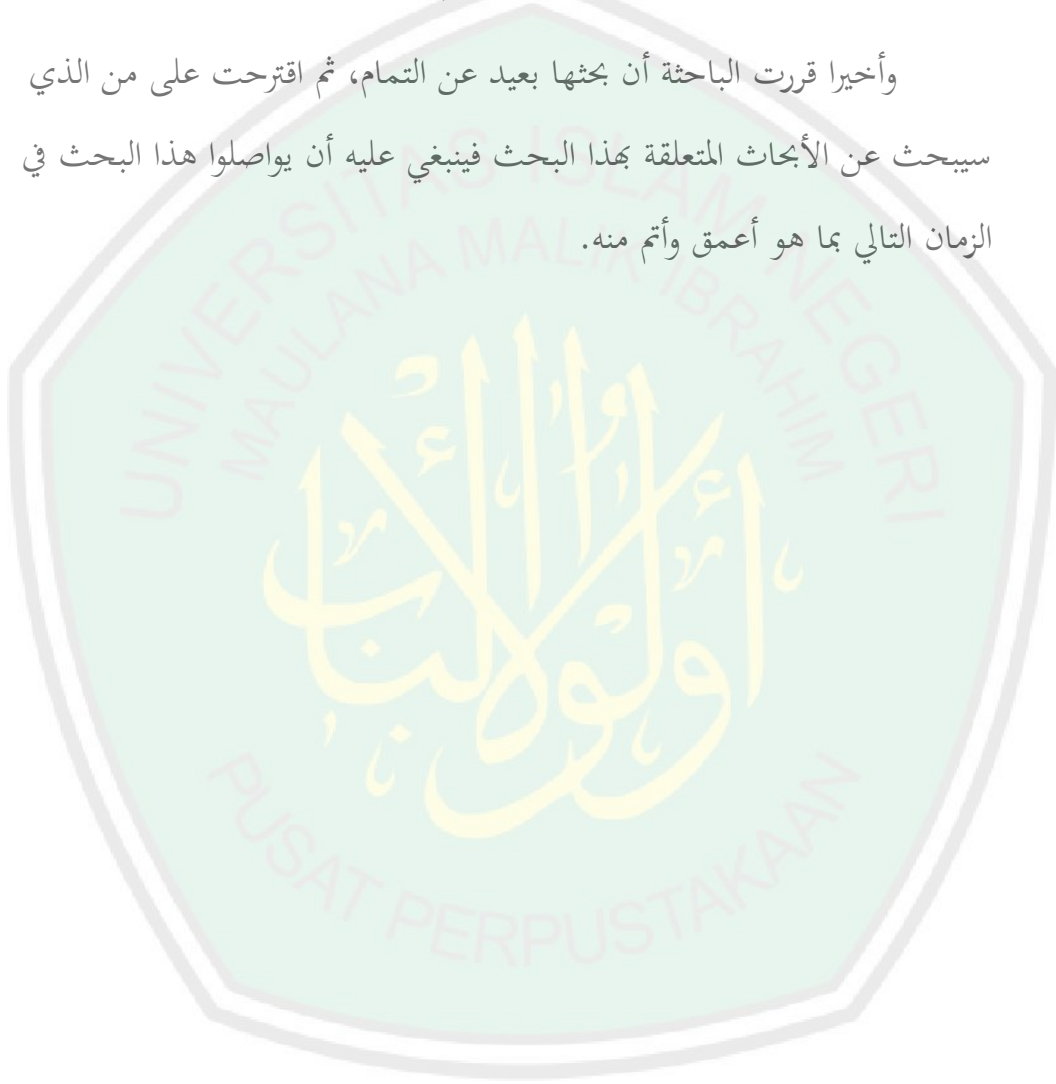 وأخيرا قررت الباحثة أن بحثها بعيد عن التمام، ثم اقترحت على من الذي
سيبحث عن الأبحاث المتعلقة بهذا البحث فينبغي عليه أن يواصلوا هذا البحث في
الزمان التالي بما هو أعمق وأتم منه.
UNIVERSITAS ISLAM NEGERI
MAULANA MALIK IBRAHIM
أولو الألباب
PUSAT PERPUSTAKAAN